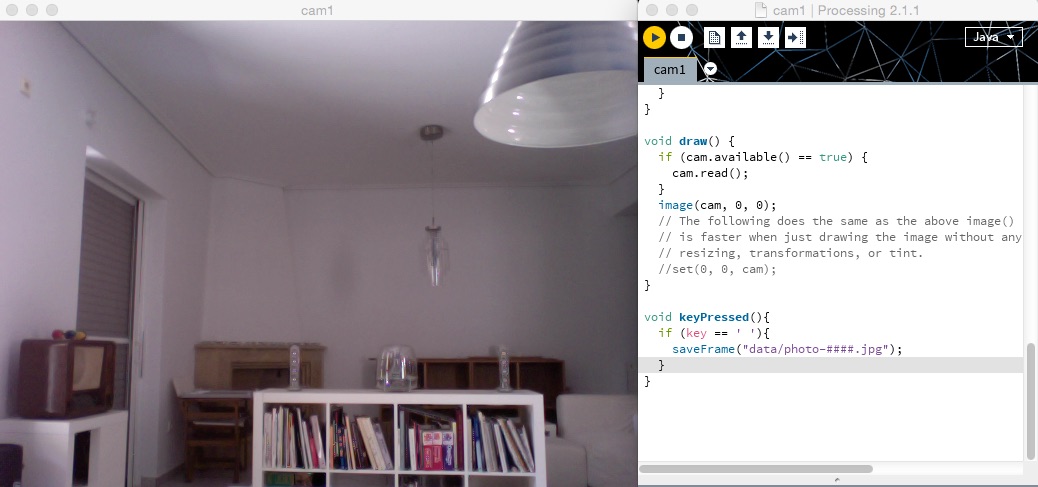 cam1
cam1 | Processing 2.1.1
Java
cam1
}
}
void draw() {
if (cam.available() == true) {
cam.read();
}
image(cam, 0, 0);
// The following does the same as the above image()
// is faster when just drawing the image without any
// resizing, transformations, or tint.
//set(0, 0, cam);
}
void keyPressed(){
if (key == ' '){
saveFrame("data/photo-####.jpg");
}
}